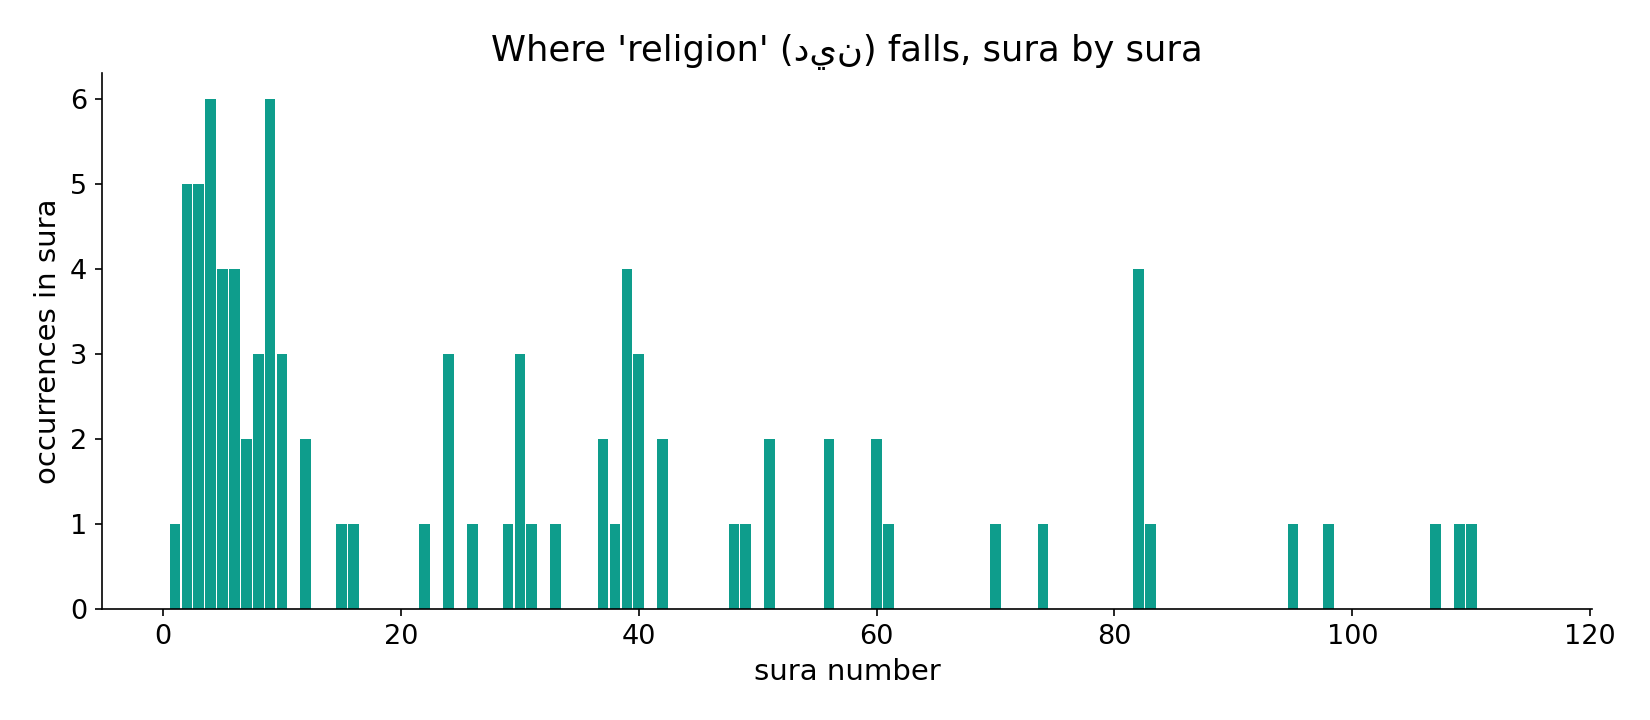 Where 'religion' (دين) falls, sura by sura
occurrences in sura
6
5
4
3
2
1
0
0 20 40 60 80 100 120
sura number